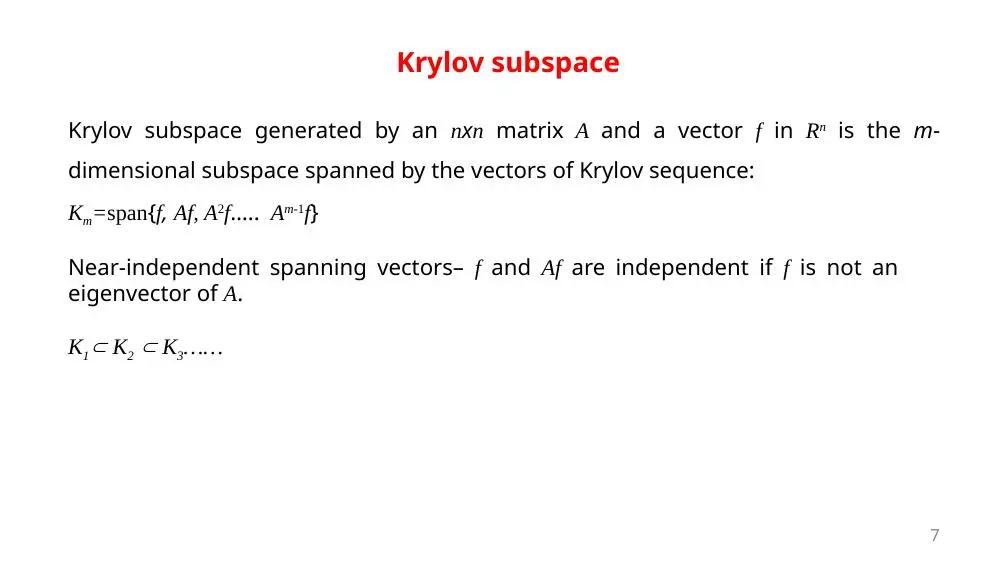 Krylov subspace
Krylov subspace generated by an nxn matrix A and a vector f in Rⁿ is the m-
dimensional subspace spanned by the vectors of Krylov sequence:
Kₘ=span{f, Af, A²f..... Aᵐ⁻¹f}
Near-independent spanning vectors– f and Af are independent if f is not an
eigenvector of A.
K₁⊂ K₂ ⊂ K₃……
7